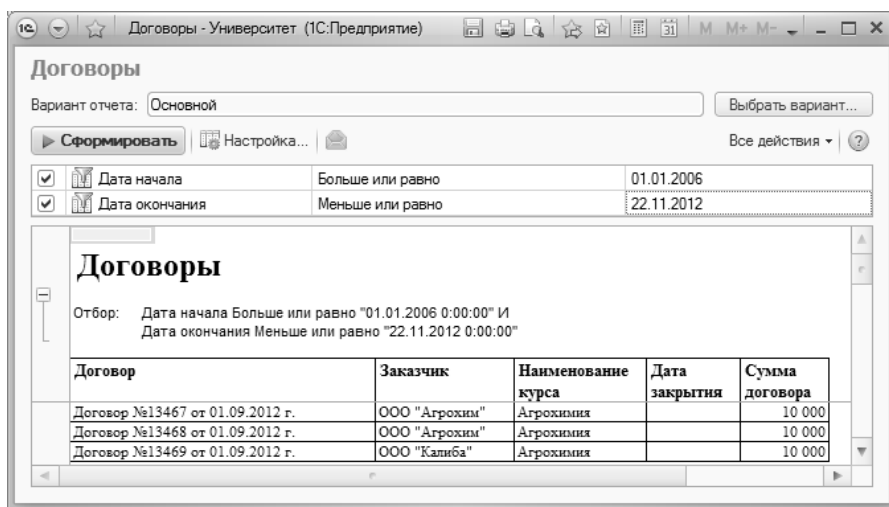 Договоры - Университет (1С:Предприятие)
M M+ M-
Договоры
Вариант отчета: Основной Выбрать вариант...
Сформировать Настройка... Все действия ?
Дата начала Больше или равно 01.01.2006
Дата окончания Меньше или равно 22.11.2012
Договоры
Отбор: Дата начала Больше или равно "01.01.2006 0:00:00" И
Дата окончания Меньше или равно "22.11.2012 0:00:00"
Договор Заказчик Наименование курса Дата закрытия Сумма договора
Договор №13467 от 01.09.2012 г. ООО "Агрохим" Агрохимия 10 000
Договор №13468 от 01.09.2012 г. ООО "Агрохим" Агрохимия 10 000
Договор №13469 от 01.09.2012 г. ООО "Калиба" Агрохимия 10 000